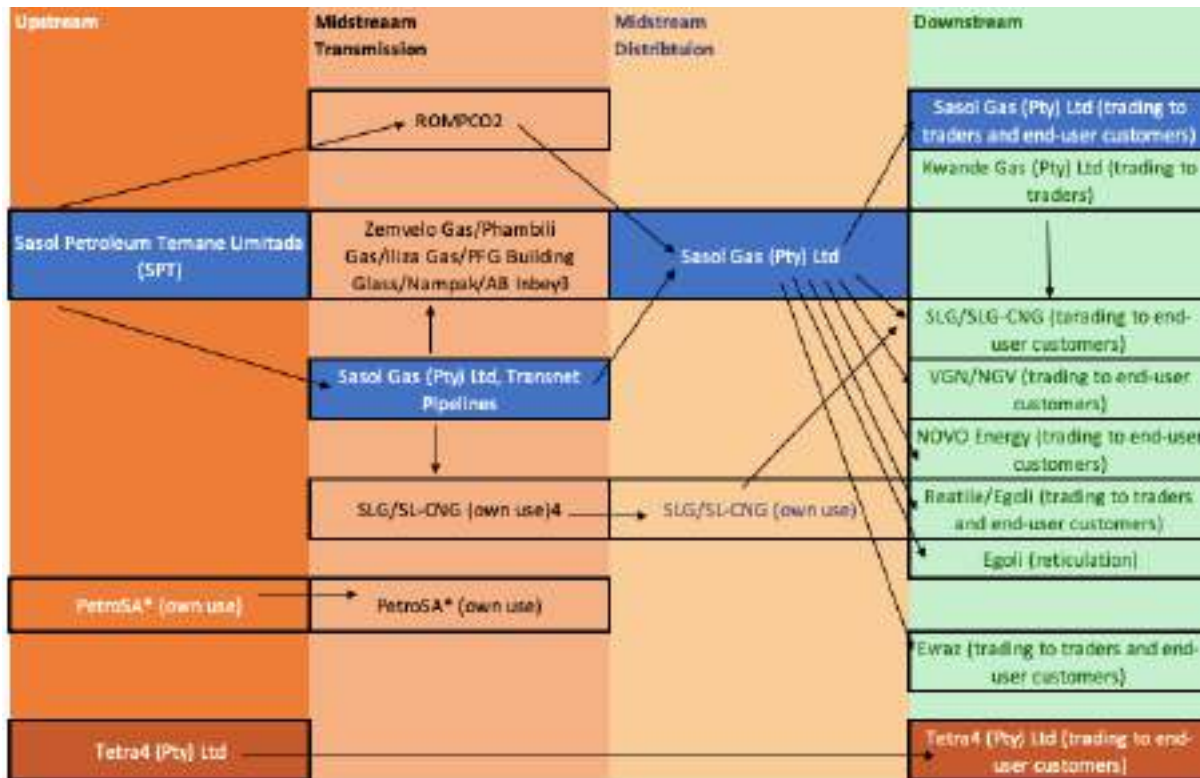 Upstream
Midstreaam
Transmission
Midstream
Distribtuion
Downstream
ROMPCO2
Sasol Gas (Pty) Ltd (trading to
traders and end-user customers)
Kwande Gas (Pty) Ltd (trading to
traders)
Sasol Petroleum Temane Limitada
(SPT)
Zemvelo Gas/Phambili
Gas/Iliza Gas/PFG Building
Glass/Nampak/AB Inbev3
Sasol Gas (Pty) Ltd
SLG/SLG-CNG (tarading to end-
user customers)
Sasol Gas (Pty) Ltd, Transnet
Pipelines
VGN/NGV (trading to end-user
customers)
NOVO Energy (trading to end-user
customers)
SLG/SL-CNG (own use)4
SLG/SL-CNG (own use)
Reatile/Egoli (trading to traders
and end-user customers)
Egoli (reticulation)
PetroSA* (own use)
PetroSA* (own use)
Evraz (trading to traders and end-
user customers)
Tetra4 (Pty) Ltd
Tetra4 (Pty) Ltd (trading to end-
user customers)